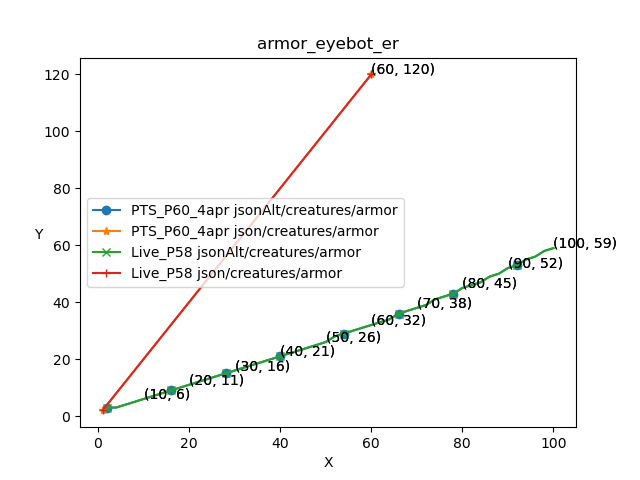 armor_eyebot_er
120
100
80
60
40
20
0
Y
(60, 120)
PTS_P60_4apr jsonAlt/creatures/armor
PTS_P60_4apr json/creatures/armor
Live_P58 jsonAlt/creatures/armor
Live_P58 json/creatures/armor
(100, 59)
(90, 52)
(80, 45)
(70, 38)
(60, 32)
(50, 26)
(40, 21)
(30, 16)
(20, 11)
(10, 6)
0 20 40 60 80 100
X